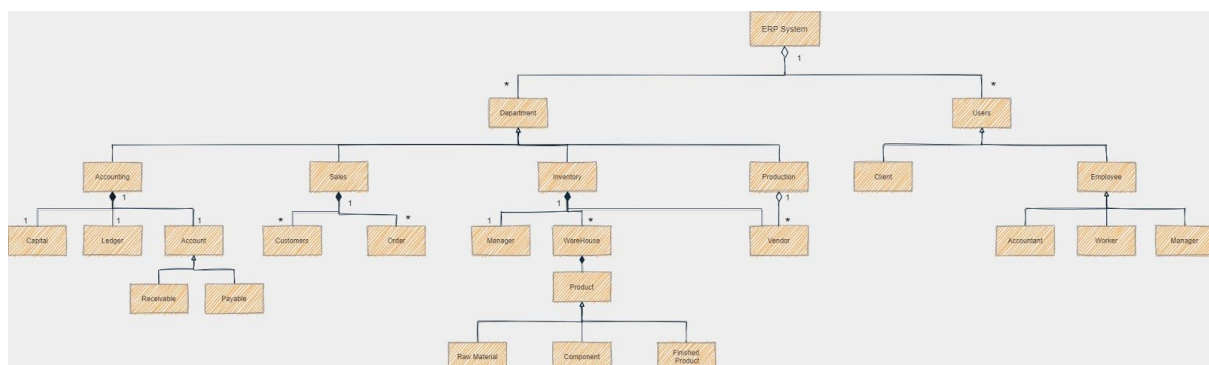 ERP System
1
* *
Department Users
Accounting Sales Inventory Production Client Employee
1 1 1 1
1 1 1 * * 1 * *
Capital Ledger Account Customers Order Manager WareHouse Vendor Accountant Worker Manager
Receivable Payable Product
Raw Material Component Finished
Product